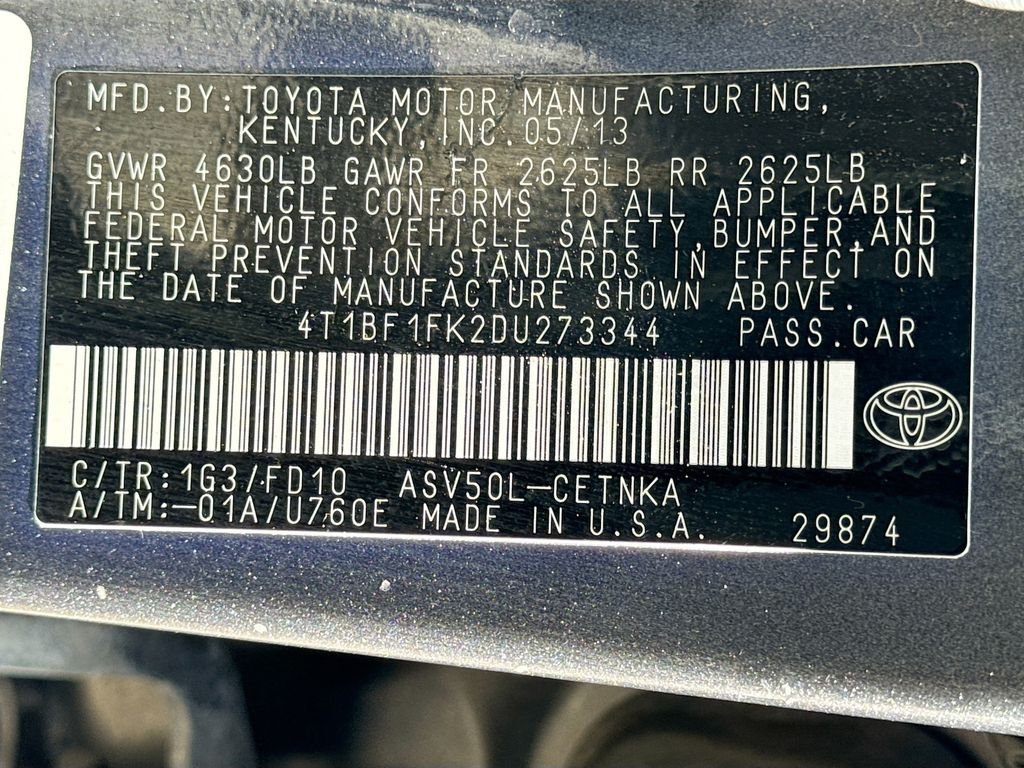 MFD.BY:TOYOTA MOTOR MANUFACTURING,
KENTUCKY, INC. 05/13
GVWR 4630LB GAWR FR 2625LB RR 2625LB
THIS VEHICLE CONFORMS TO ALL APPLICABLE
FEDERAL MOTOR VEHICLE SAFETY,BUMPER,AND
THEFT PREVENTION STANDARDS IN EFFECT ON
THE DATE OF MANUFACTURE SHOWN ABOVE.
4T1BF1FK2DU273344 PASS.CAR
C/TR:1G3/FD10 ASV50L-CETNKA
A/TM:-01A/U760E MADE IN U.S.A. 29874